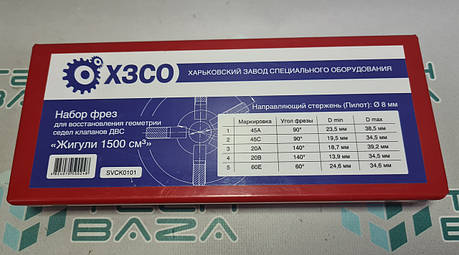 ХЗСО
ХАРЬКОВСКИЙ ЗАВОД СПЕЦИАЛЬНОГО ОБОРУДОВАНИЯ
Набор фрез
для восстановления геометрии
седел клапанов ДВС
«Жигули 1500 см³»
SVCK0101
Направляющий стержень (Пилот): Ø 8 мм
Маркировка Угол фрезы D min D max
1 45A 90° 23,5 мм 38,5 мм
2 45C 90° 19,5 мм 34,5 мм
3 20A 140° 18,7 мм 39,2 мм
4 20B 140° 13,9 мм 34,5 мм
5 60E 60° 24,6 мм 34,6 мм
TECH
BAZA